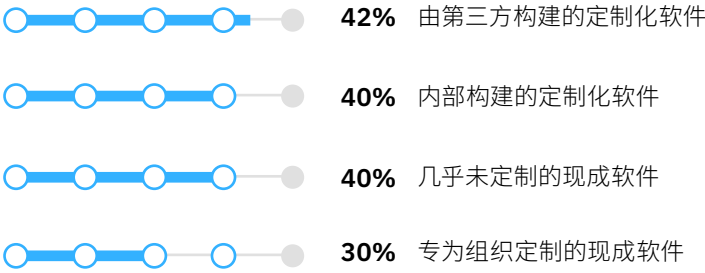 42% 由第三方构建的定制化软件
40% 内部构建的定制化软件
40% 几乎未定制的现成软件
30% 专为组织定制的现成软件